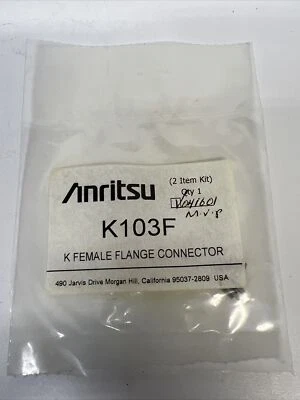 Anritsu
(2 Item Kit)
Qty 1
M.V.P
K103F
K FEMALE FLANGE CONNECTOR
490 Jarvis Drive Morgan Hill, California 95037-2809 USA